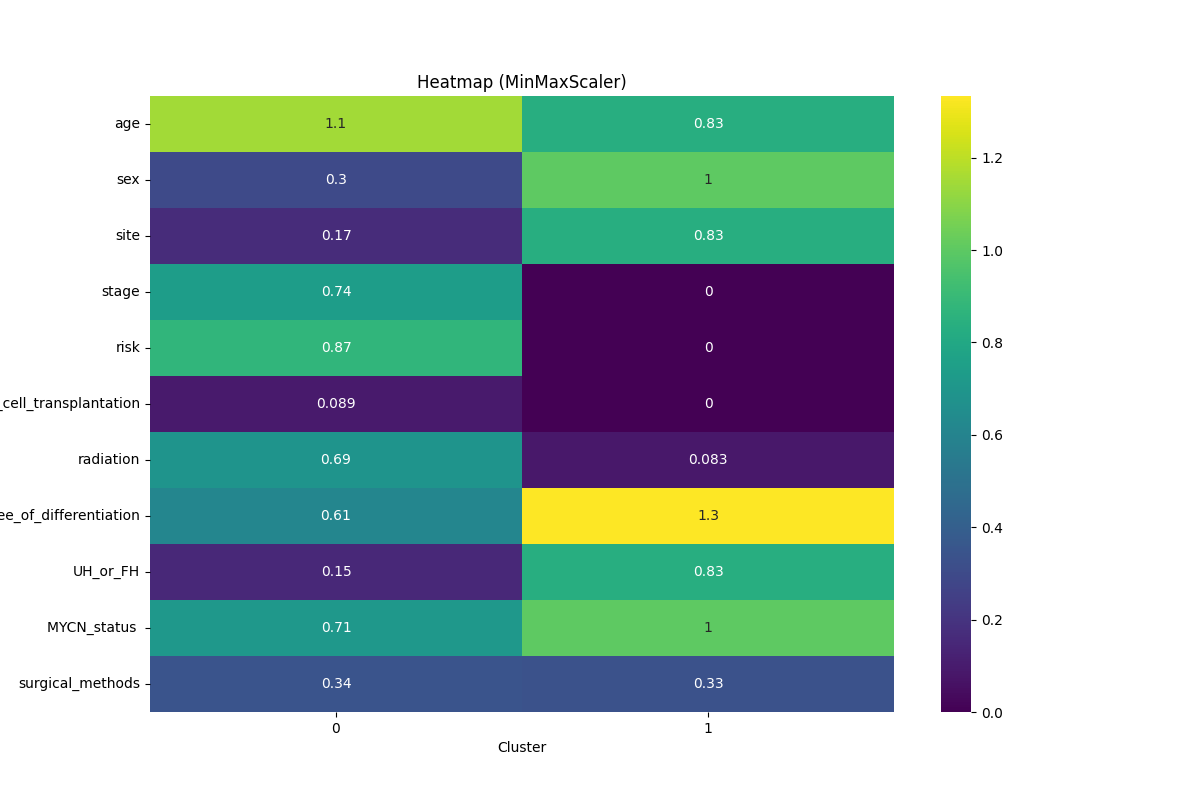 Heatmap (MinMaxScaler)
age 1.1 0.83
sex 0.3 1
site 0.17 0.83
stage 0.74 0
risk 0.87 0
_cell_transplantation 0.089 0
radiation 0.69 0.083
ee_of_differentiation 0.61 1.3
UH_or_FH 0.15 0.83
MYCN_status 0.71 1
surgical_methods 0.34 0.33
0 1
Cluster
1.2
1.0
0.8
0.6
0.4
0.2
0.0